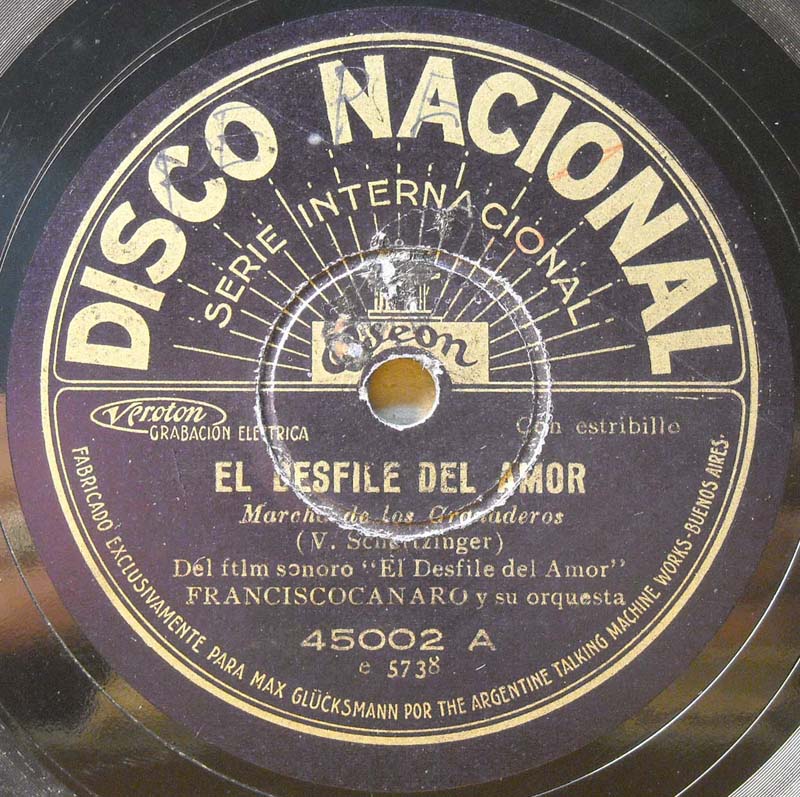 DISCO NACIONAL
SERIE INTERNACIONAL
Odeon
Veroton
GRABACION ELECTRICA
Con estribillo
EL DESFILE DEL AMOR
Marcha de los Granaderos
(V. Schertzinger)
Del ftlm sonoro "El Desfile del Amor"
FRANCISCOCANARO y su orquesta
45002 A
e 5738
FABRICADO EXCLUSIVAMENTE PARA MAX GLÜCKSMANN POR THE ARGENTINE TALKING MACHINE WORKS-BUENOS AIRES-